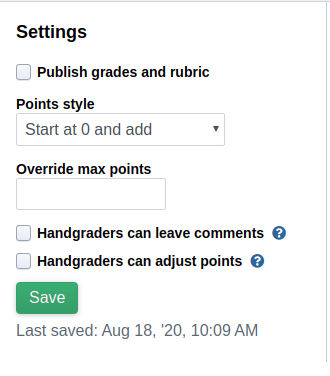 Settings
Publish grades and rubric
Points style
Start at 0 and add
Override max points
Handgraders can leave comments ?
Handgraders can adjust points ?
Save
Last saved: Aug 18, '20, 10:09 AM